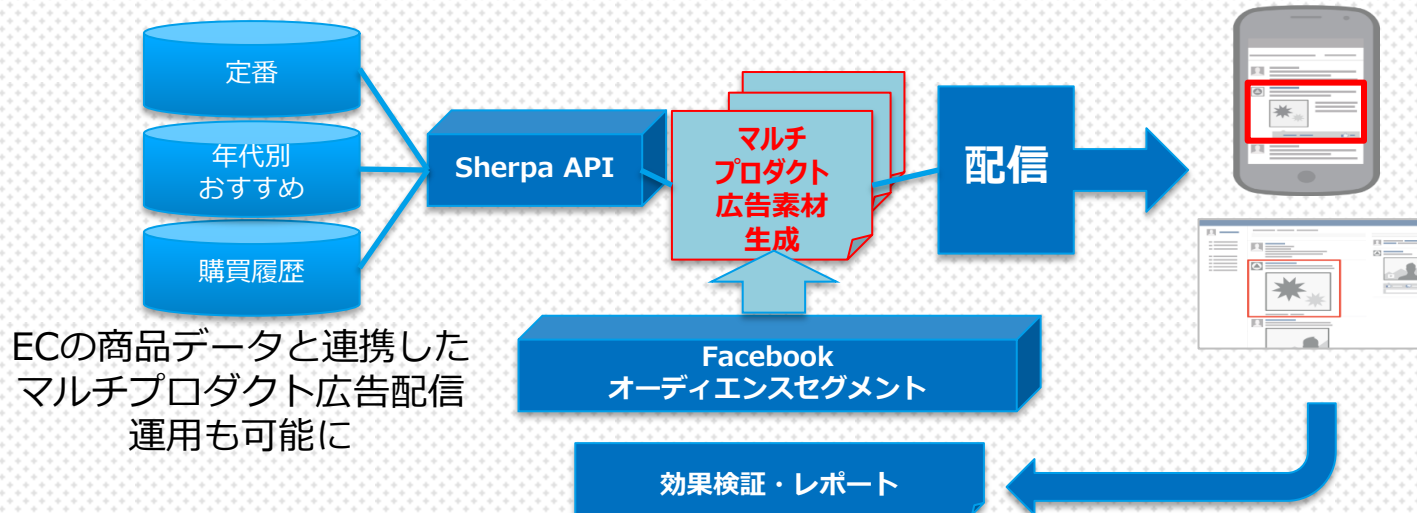 定番
年代別
おすすめ
購買履歴
Sherpa API
マルチ
プロダクト
広告素材
生成
配信
ECの商品データと連携した
マルチプロダクト広告配信
運用も可能に
Facebook
オーディエンスセグメント
効果検証・レポート